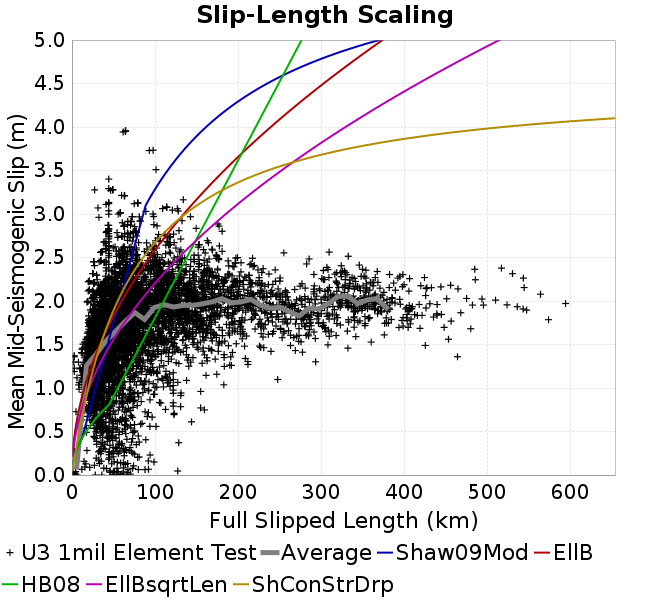 Slip-Length Scaling
Mean Mid-Seismogenic Slip (m)
5.0
4.5
4.0
3.5
3.0
2.5
2.0
1.5
1.0
0.5
0.0
0 100 200 300 400 500 600
Full Slipped Length (km)
U3 1mil Element Test Average Shaw09Mod EllB
HB08 EllBsqrtLen ShConStrDrp